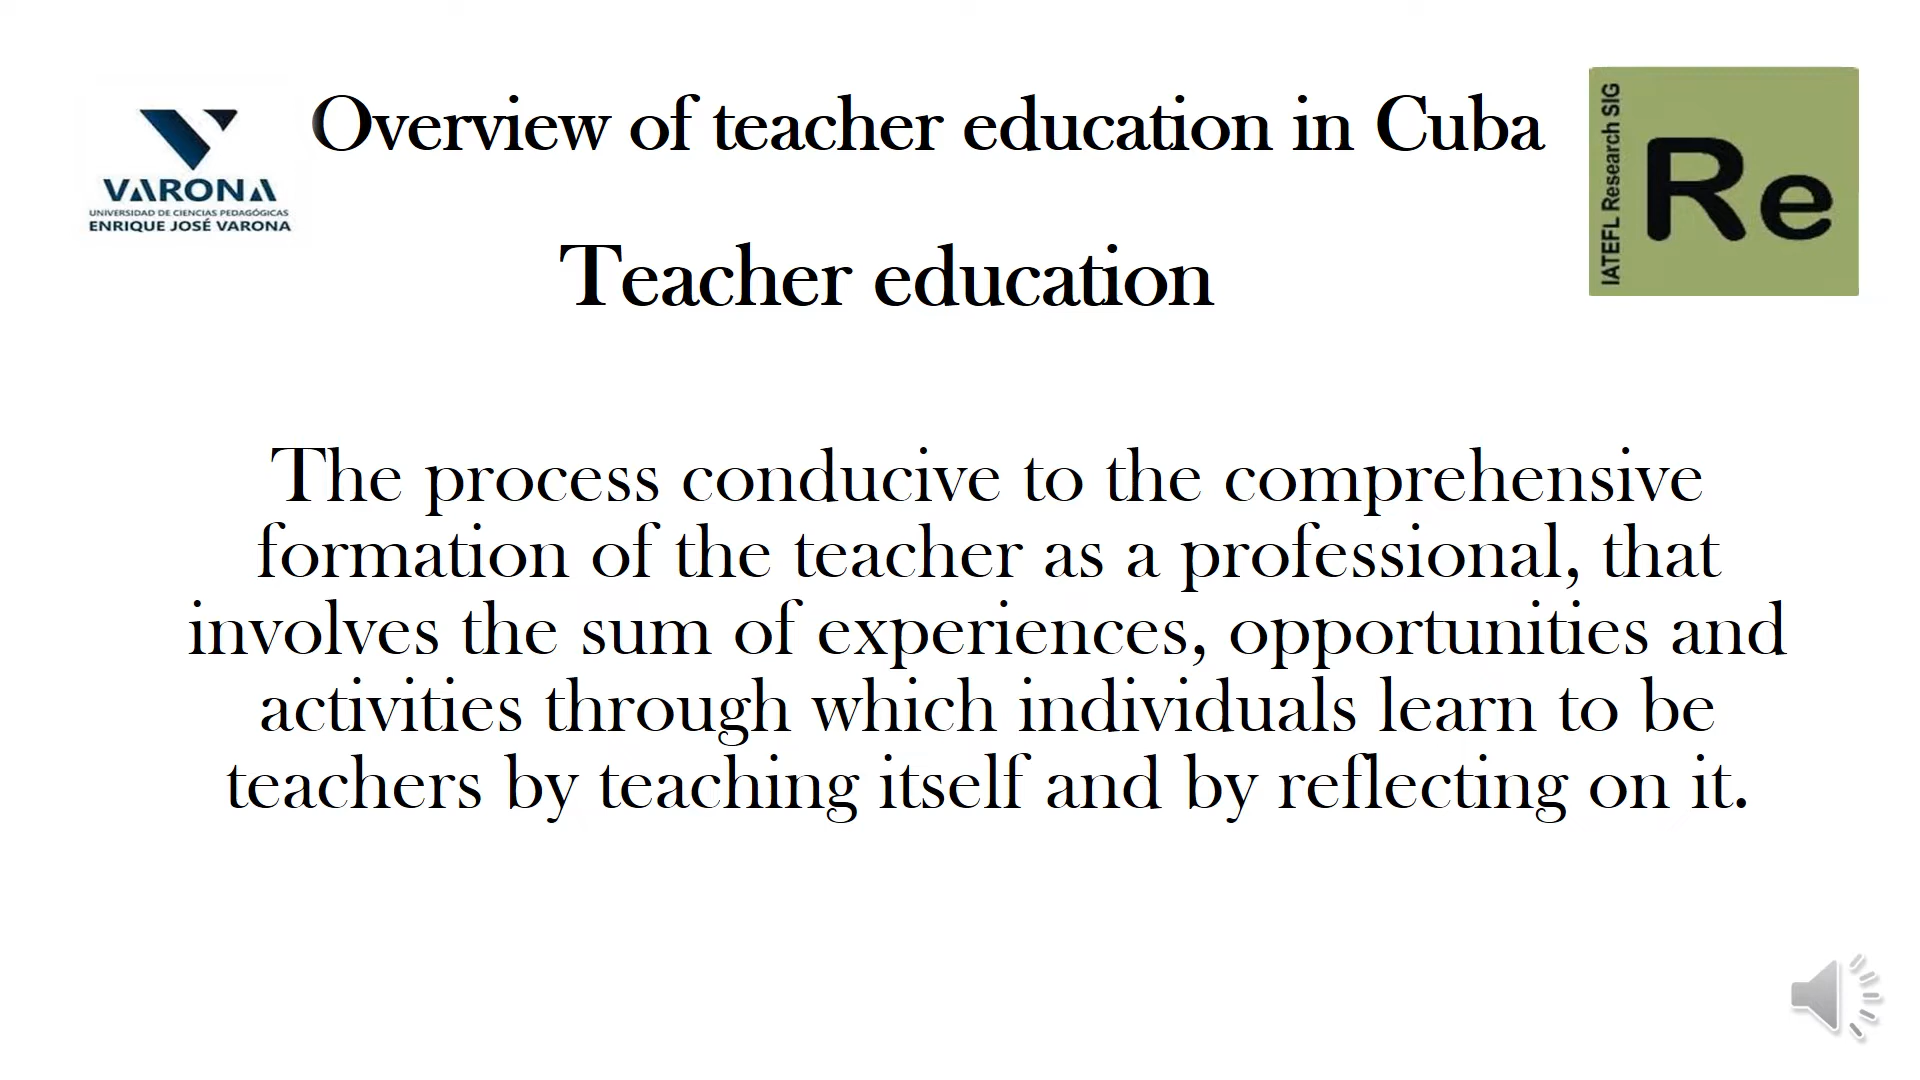 Overview of teacher education in Cuba
VARONA
UNIVERSIDAD DE CIENCIAS PEDAGÓGICAS
ENRIQUE JOSÉ VARONA
IATEFL Research SIG
Re
Teacher education
The process conducive to the comprehensive
formation of the teacher as a professional, that
involves the sum of experiences, opportunities and
activities through which individuals learn to be
teachers by teaching itself and by reflecting on it.